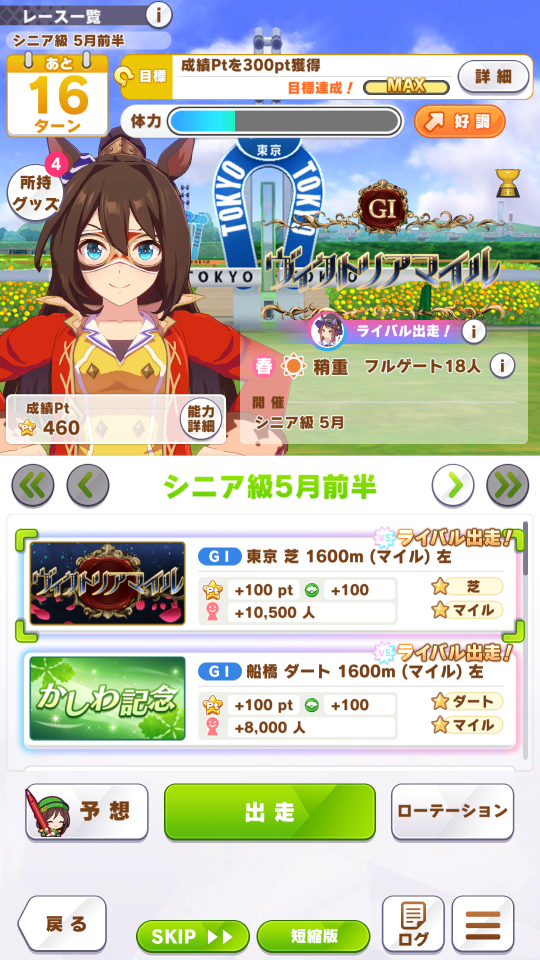 レース一覧
シニア級 5月前半
あと
16
ターン
目標
成績Ptを300pt獲得
目標達成！
MAX
詳細
体力
好調
4
所持
グッズ
東京
TOKYO
TOKYO
TOKYO
GI
ヴィクトリアマイル
ライバル出走！
春
稍重
フルゲート18人
開催
シニア級 5月
成績Pt
460
能力
詳細
シニア級5月前半
VS
ライバル出走！
ヴィクトリアマイル
GI
東京 芝 1600m (マイル) 左
+100 pt
+100
+10,500 人
芝
マイル
VS
ライバル出走！
かしわ記念
GI
船橋 ダート 1600m (マイル) 左
+100 pt
+100
+8,000 人
ダート
マイル
予想
出走
ローテーション
戻る
SKIP
短縮版
ログ